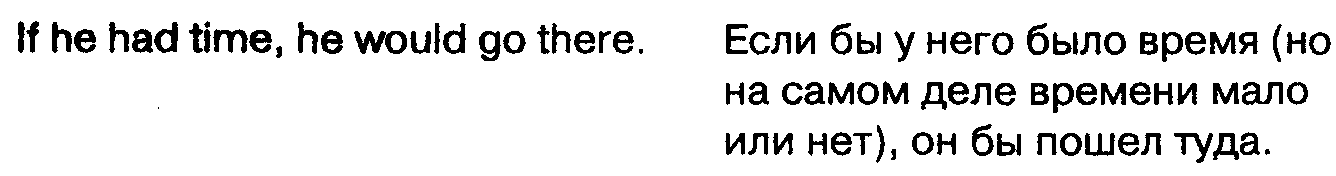 If he had time, he would go there.
Если бы у него было время (но
на самом деле времени мало
или нет), он бы пошел туда.